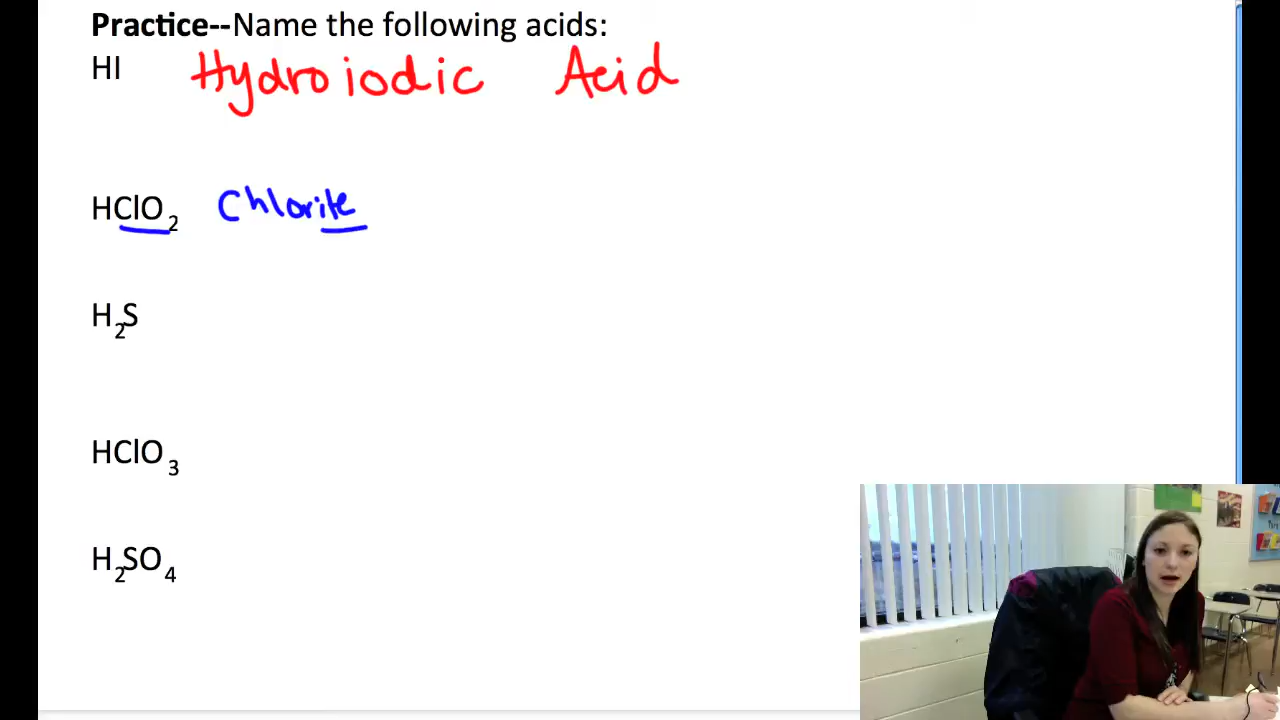 Practice--Name the following acids:
HI Hydroiodic Acid
HClO2 Chlorite
H2S
HClO3
H2SO4